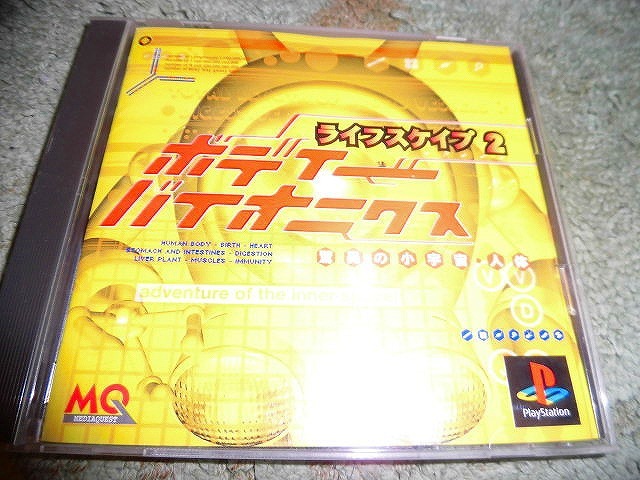 ライフスケイプ 2
ボディー
バイオニクス
HUMAN BODY - BIRTH - HEART
STOMACH AND INTESTINES - DIGESTION
LIVER PLANT - MUSCLES - IMMUNITY
驚異の小宇宙・人体
adventure of the inner
V V
D
MQ
MEDIAQUEST
PlayStation